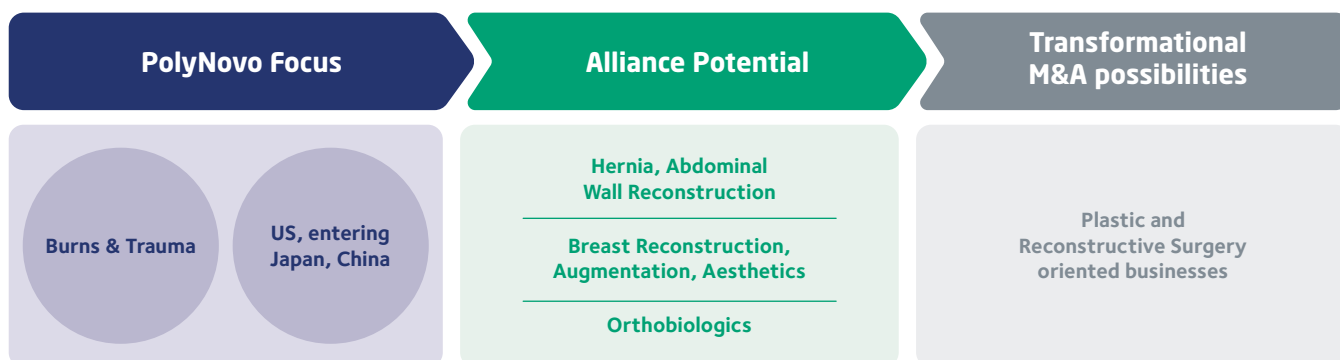 PolyNovo Focus
Alliance Potential
Transformational
M&A possibilities
Burns & Trauma
US, entering
Japan, China
Hernia, Abdominal
Wall Reconstruction
Breast Reconstruction,
Augmentation, Aesthetics
Orthobiologics
Plastic and
Reconstructive Surgery
oriented businesses